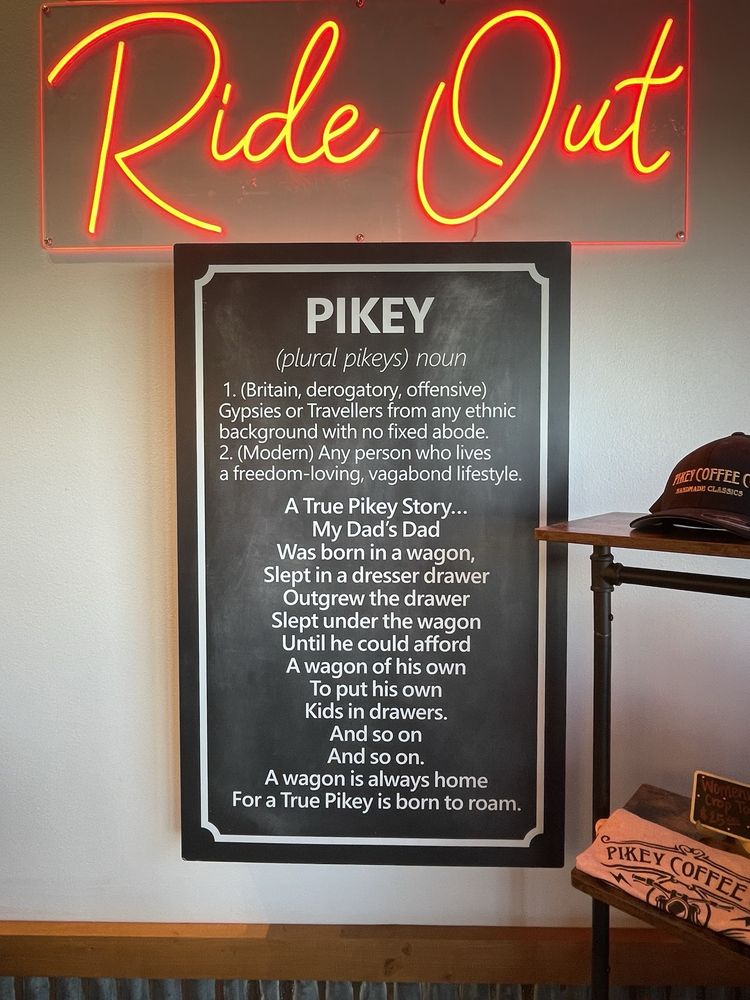 Ride Out
PIKEY
(plural pikeys) noun
1. (Britain, derogatory, offensive)
Gypsies or Travellers from any ethnic
background with no fixed abode.
2. (Modern) Any person who lives
a freedom-loving, vagabond lifestyle.
A True Pikey Story...
My Dad's Dad
Was born in a wagon,
Slept in a dresser drawer
Outgrew the drawer
Slept under the wagon
Until he could afford
A wagon of his own
To put his own
Kids in drawers.
And so on
And so on.
A wagon is always home
For a True Pikey is born to roam.
PIKEY COFFEE C
HANDMADE CLASSICS
Women
Crop T
PIKEY COFFEE